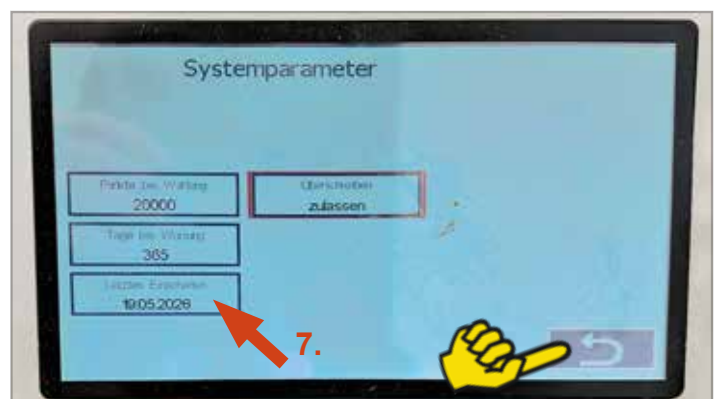 Systemparameter
Punkte bis Wartung
20000
Überschreiben
zulassen
Tage bis Wartung
365
Letztes Einschalten
19.05.2026
7.